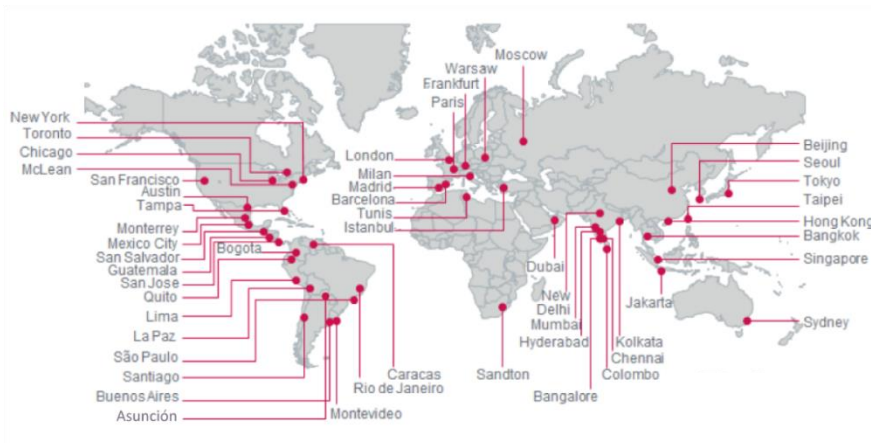 New York
Toronto
Chicago
McLean
San Francisco
Austin
Tampa
Monterrey
Mexico City
Bogota
San Salvador
Guatemala
San Jose
Quito
Lima
La Paz
São Paulo
Santiago
Buenos Aires
Asunción
Montevideo
Rio de Janeiro
Caracas
Moscow
Warsaw
Frankfurt
Paris
London
Milan
Madrid
Barcelona
Tunis
Istanbul
Dubai
Sandton
New
Delhi
Mumbai
Hyderabad
Bangalore
Kolkata
Chennai
Colombo
Jakarta
Beijing
Seoul
Tokyo
Taipei
Hong Kong
Bangkok
Singapore
Sydney